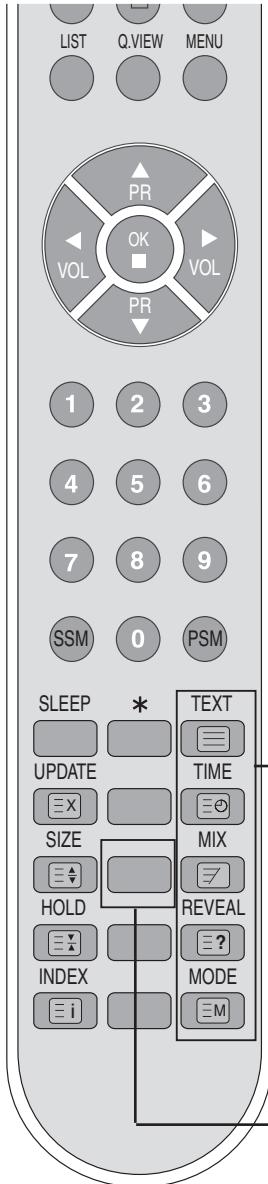 LIST Q.VIEW MENU
PR
OK
VOL VOL
PR
1 2 3
4 5 6
7 8 9
SSM 0 PSM
SLEEP * TEXT
UPDATE TIME
X
SIZE MIX
HOLD REVEAL
?
INDEX MODE
i M